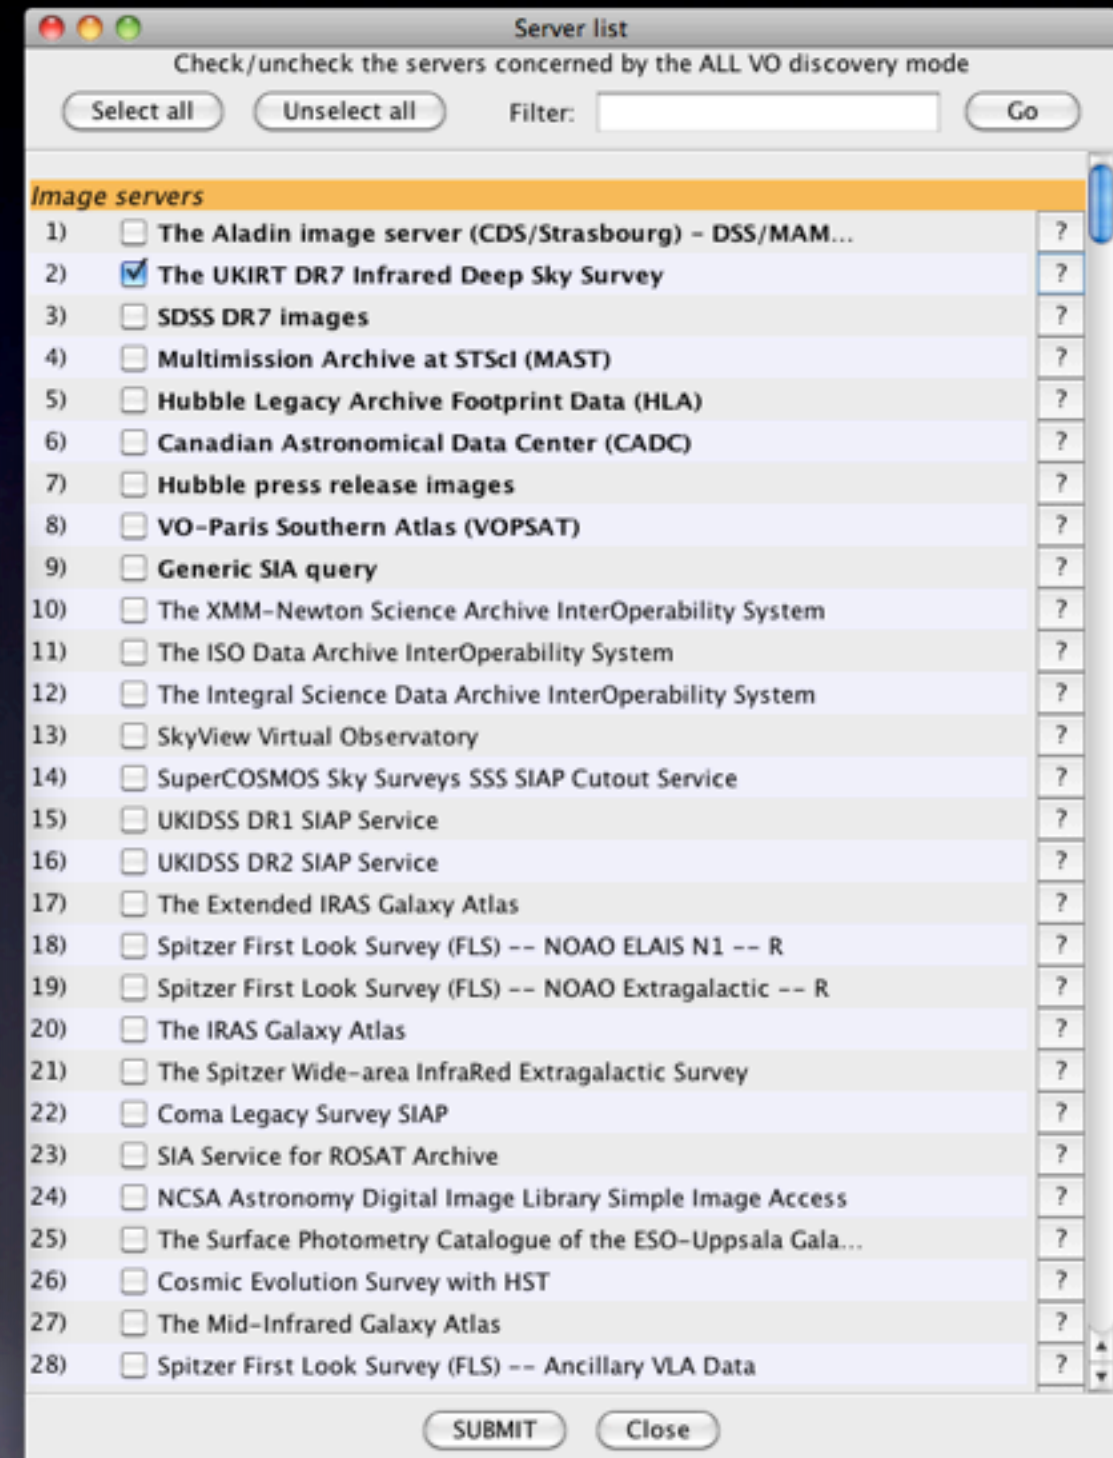 Server list
Check/uncheck the servers concerned by the ALL VO discovery mode
Select all Unselect all Filter: Go
Image servers
1) The Aladin image server (CDS/Strasbourg) - DSS/MAM... ?
2) The UKIRT DR7 Infrared Deep Sky Survey ?
3) SDSS DR7 images ?
4) Multimission Archive at STScI (MAST) ?
5) Hubble Legacy Archive Footprint Data (HLA) ?
6) Canadian Astronomical Data Center (CADC) ?
7) Hubble press release images ?
8) VO-Paris Southern Atlas (VOPSAT) ?
9) Generic SIA query ?
10) The XMM-Newton Science Archive InterOperability System ?
11) The ISO Data Archive InterOperability System ?
12) The Integral Science Data Archive InterOperability System ?
13) SkyView Virtual Observatory ?
14) SuperCOSMOS Sky Surveys SSS SIAP Cutout Service ?
15) UKIDSS DR1 SIAP Service ?
16) UKIDSS DR2 SIAP Service ?
17) The Extended IRAS Galaxy Atlas ?
18) Spitzer First Look Survey (FLS) -- NOAO ELAIS N1 -- R ?
19) Spitzer First Look Survey (FLS) -- NOAO Extragalactic -- R ?
20) The IRAS Galaxy Atlas ?
21) The Spitzer Wide-area InfraRed Extragalactic Survey ?
22) Coma Legacy Survey SIAP ?
23) SIA Service for ROSAT Archive ?
24) NCSA Astronomy Digital Image Library Simple Image Access ?
25) The Surface Photometry Catalogue of the ESO-Uppsala Gala... ?
26) Cosmic Evolution Survey with HST ?
27) The Mid-Infrared Galaxy Atlas ?
28) Spitzer First Look Survey (FLS) -- Ancillary VLA Data ?
SUBMIT Close